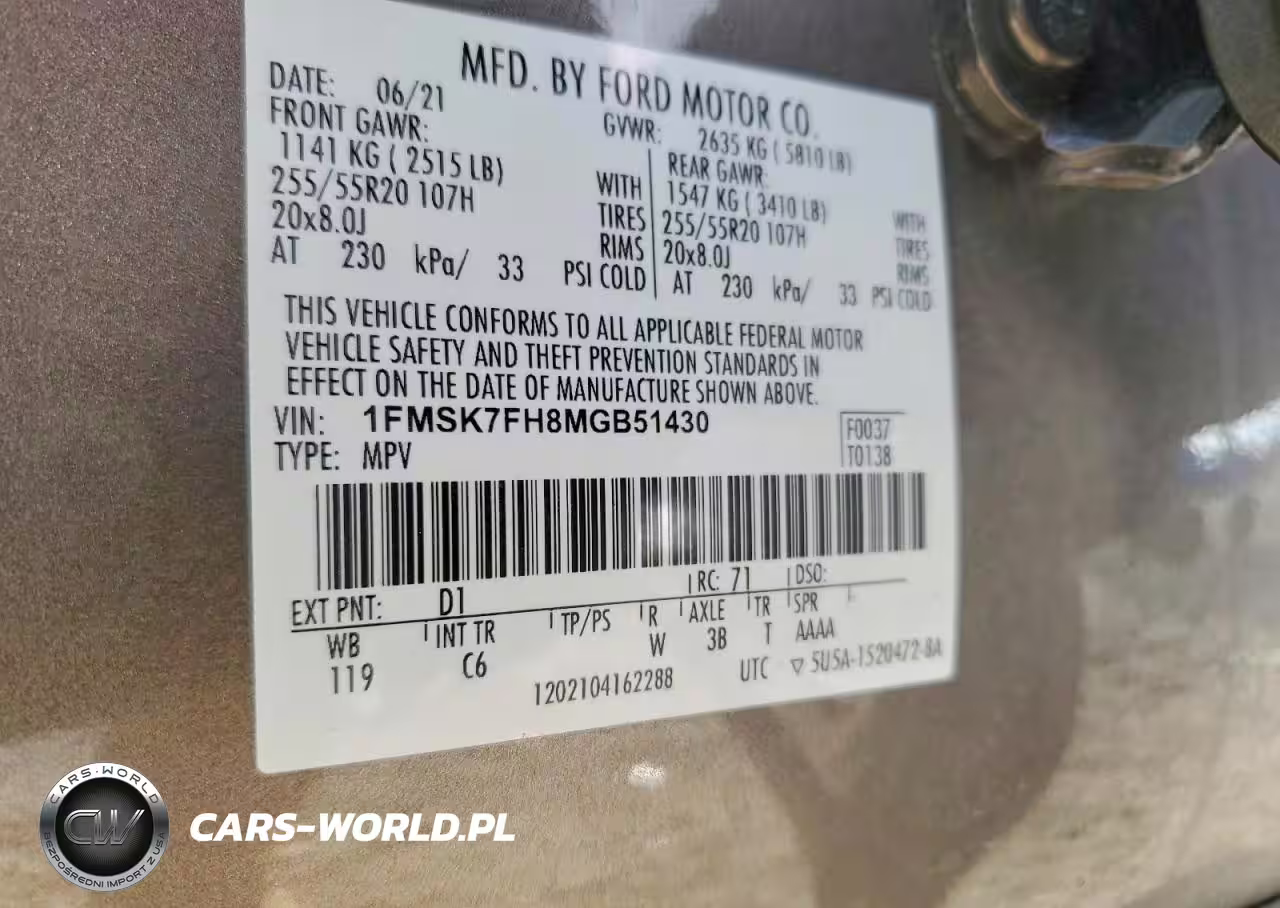 MFD. BY FORD MOTOR CO.
DATE: 06/21
GVWR: 2635 KG ( 5810 LB)
FRONT GAWR:
1141 KG ( 2515 LB) WITH
255/55R20 107H TIRES
20x8.0J RIMS
AT 230 kPa/ 33 PSI COLD
REAR GAWR:
1547 KG ( 3410 LB) WITH
255/55R20 107H TIRES
20x8.0J RIMS
AT 230 kPa/ 33 PSI COLD
THIS VEHICLE CONFORMS TO ALL APPLICABLE FEDERAL MOTOR
VEHICLE SAFETY AND THEFT PREVENTION STANDARDS IN
EFFECT ON THE DATE OF MANUFACTURE SHOWN ABOVE.
VIN: 1FMSK7FH8MGB51430
TYPE: MPV
F0037
T0138
EXT PNT: D1 RC: 71 DSO:
WB INT TR TP/PS R AXLE TR SPR
119 C6 W 3B T AAAA
1202104162288 UTC ▽ 5U5A-1520472-BA
CARS-WORLD
CW
BEZPOŚREDNI IMPORT Z USA
CARS-WORLD.PL